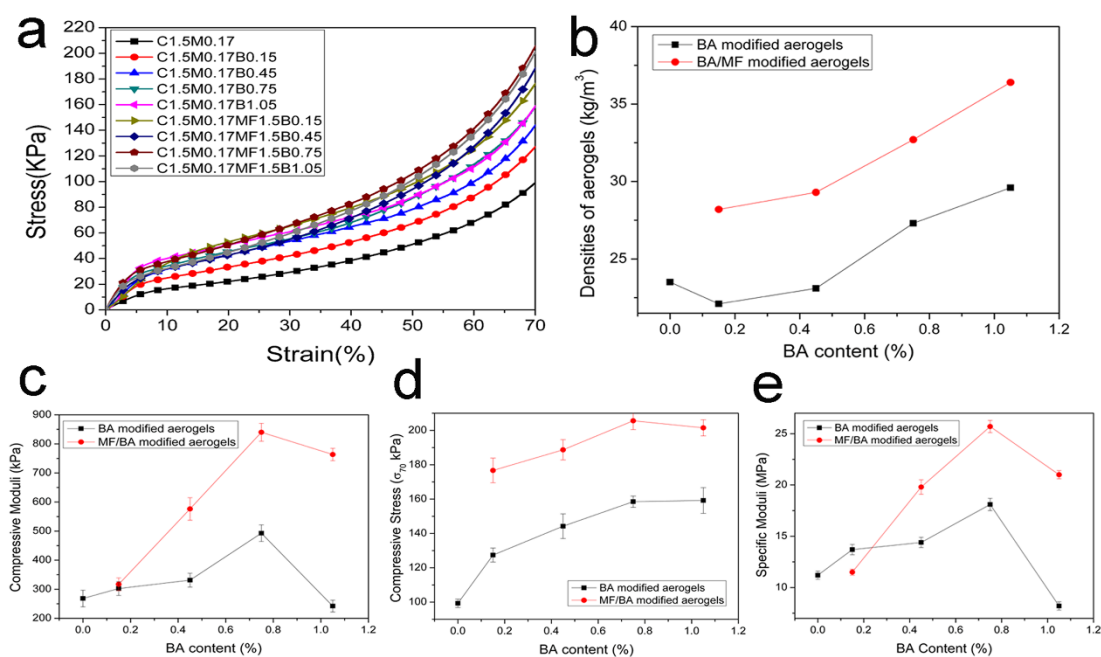 a
Stress(KPa)
220
200
180
160
140
120
100
80
60
40
20
0
C1.5M0.17
C1.5M0.17B0.15
C1.5M0.17B0.45
C1.5M0.17B0.75
C1.5M0.17B1.05
C1.5M0.17MF1.5B0.15
C1.5M0.17MF1.5B0.45
C1.5M0.17MF1.5B0.75
C1.5M0.17MF1.5B1.05
0 10 20 30 40 50 60 70
Strain(%)
b
Densities of aerogels (kg/m³)
40
35
30
25
BA modified aerogels
BA/MF modified aerogels
0.0 0.2 0.4 0.6 0.8 1.0 1.2
BA content (%)
c
Compressive Moduli (kPa)
900
800
700
600
500
400
300
200
BA modified aerogels
MF/BA modified aerogels
0.0 0.2 0.4 0.6 0.8 1.0 1.2
BA content (%)
d
Compressive Stress (σ₇₀ kPa)
200
180
160
140
120
100
BA modified aerogels
MF/BA modified aerogels
0.0 0.2 0.4 0.6 0.8 1.0 1.2
BA content (%)
e
Specific Moduli (MPa)
25
20
15
10
BA modified aerogels
MF/BA modified aerogels
0.0 0.2 0.4 0.6 0.8 1.0 1.2
BA Content (%)